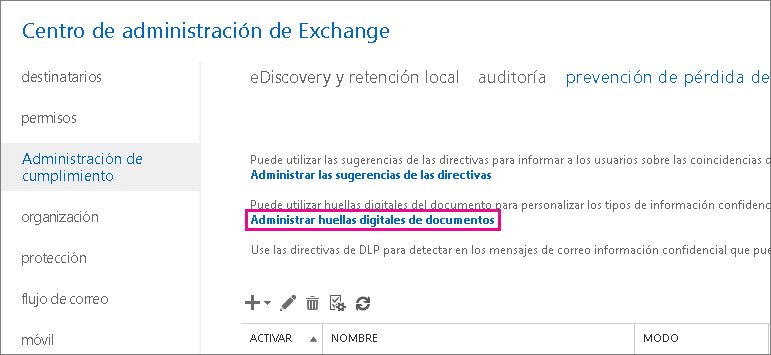 Centro de administración de Exchange
destinatarios
permisos
Administración de
cumplimiento
organización
protección
flujo de correo
móvil
eDiscovery y retención local auditoría prevención de pérdida de
Puede utilizar las sugerencias de las directivas para informar a los usuarios sobre las coincidencias d
Administrar las sugerencias de las directivas
Puede utilizar huellas digitales del documento para personalizar los tipos de información confidenc
Administrar huellas digitales de documentos
Use las directivas de DLP para detectar en los mensajes de correo información confidencial que pue
ACTIVAR NOMBRE MODO